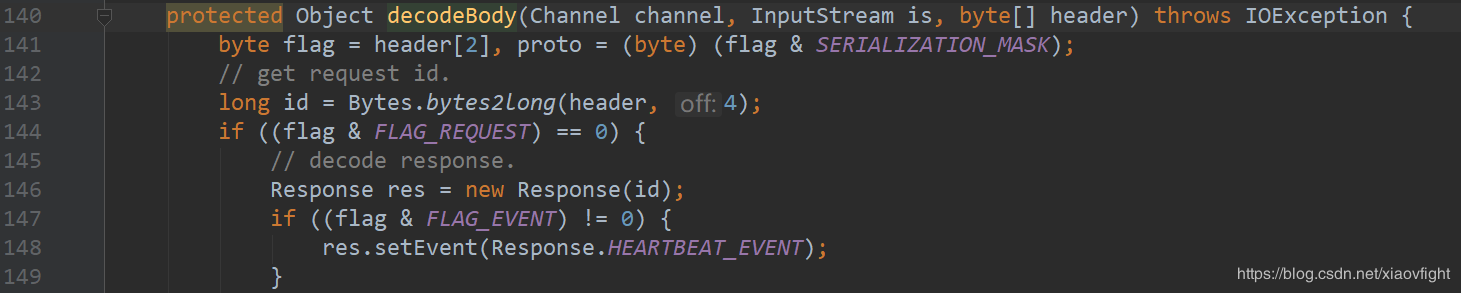 140 protected Object decodeBody(Channel channel, InputStream is, byte[] header) throws IOException {
141 byte flag = header[2], proto = (byte) (flag & SERIALIZATION_MASK);
142 // get request id.
143 long id = Bytes.bytes2long(header, off: 4);
144 if ((flag & FLAG_REQUEST) == 0) {
145 // decode response.
146 Response res = new Response(id);
147 if ((flag & FLAG_EVENT) != 0) {
148 res.setEvent(Response.HEARTBEAT_EVENT);
149 }
https://blog.csdn.net/xiaovfight